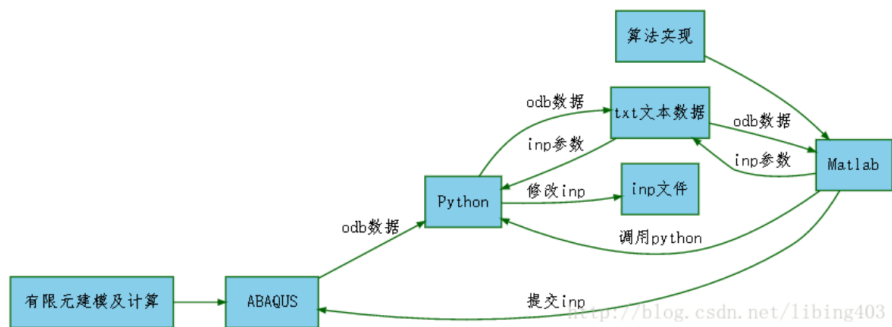 算法实现
odb数据
txt文本数据
odb数据
inp参数
inp参数
Matlab
Python
修改inp
inp文件
odb数据
调用python
有限元建模及计算
ABAQUS
提交inp
http://blog.csdn.net/libing403